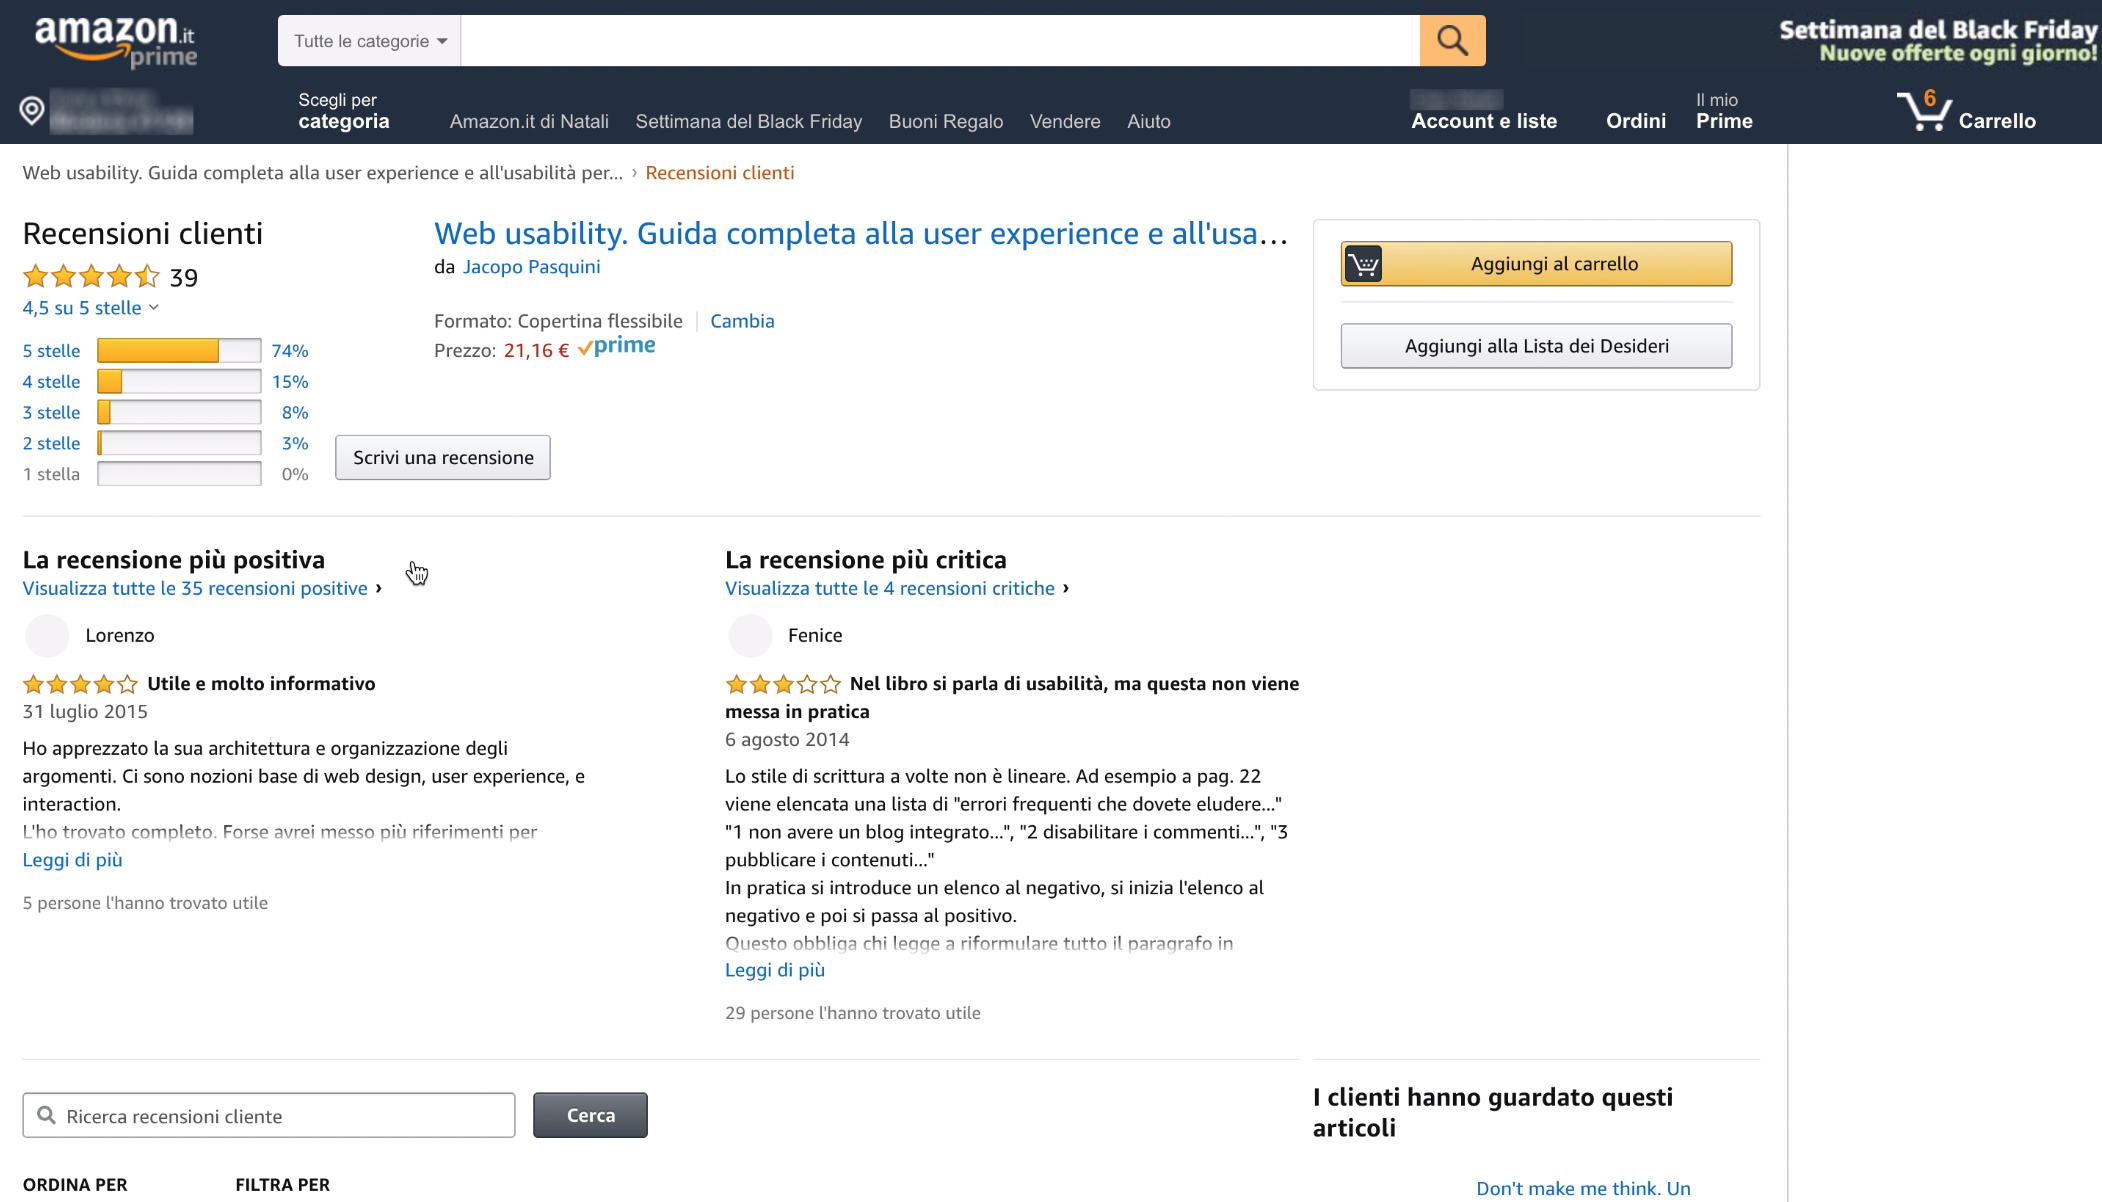 amazon.it
prime
Tutte le categorie
Settimana del Black Friday
Nuove offerte ogni giorno!
Scegli per
categoria
Amazon.it di Natali
Settimana del Black Friday
Buoni Regalo
Vendere
Aiuto
Account e liste
Ordini
Il mio
Prime
6
Carrello
Web usability. Guida completa alla user experience e all'usabilità per... › Recensioni clienti
Recensioni clienti
39
4,5 su 5 stelle
5 stelle 74%
4 stelle 15%
3 stelle 8%
2 stelle 3%
1 stella 0%
Scrivi una recensione
Web usability. Guida completa alla user experience e all'usa...
da Jacopo Pasquini
Formato: Copertina flessibile | Cambia
Prezzo: 21,16 € prime
Aggiungi al carrello
Aggiungi alla Lista dei Desideri
La recensione più positiva
Visualizza tutte le 35 recensioni positive ›
Lorenzo
Utile e molto informativo
31 luglio 2015
Ho apprezzato la sua architettura e organizzazione degli
argomenti. Ci sono nozioni base di web design, user experience, e
interaction.
L'ho trovato completo. Forse avrei messo più riferimenti per
Leggi di più
5 persone l'hanno trovato utile
La recensione più critica
Visualizza tutte le 4 recensioni critiche ›
Fenice
Nel libro si parla di usabilità, ma questa non viene
messa in pratica
6 agosto 2014
Lo stile di scrittura a volte non è lineare. Ad esempio a pag. 22
viene elencata una lista di "errori frequenti che dovete eludere..."
"1 non avere un blog integrato...", "2 disabilitare i commenti...", "3
pubblicare i contenuti..."
In pratica si introduce un elenco al negativo, si inizia l'elenco al
negativo e poi si passa al positivo.
Questo obbliga chi legge a riformulare tutto il paragrafo in
Leggi di più
29 persone l'hanno trovato utile
Ricerca recensioni cliente
Cerca
ORDINA PER
FILTRA PER
I clienti hanno guardato questi
articoli
Don't make me think. Un